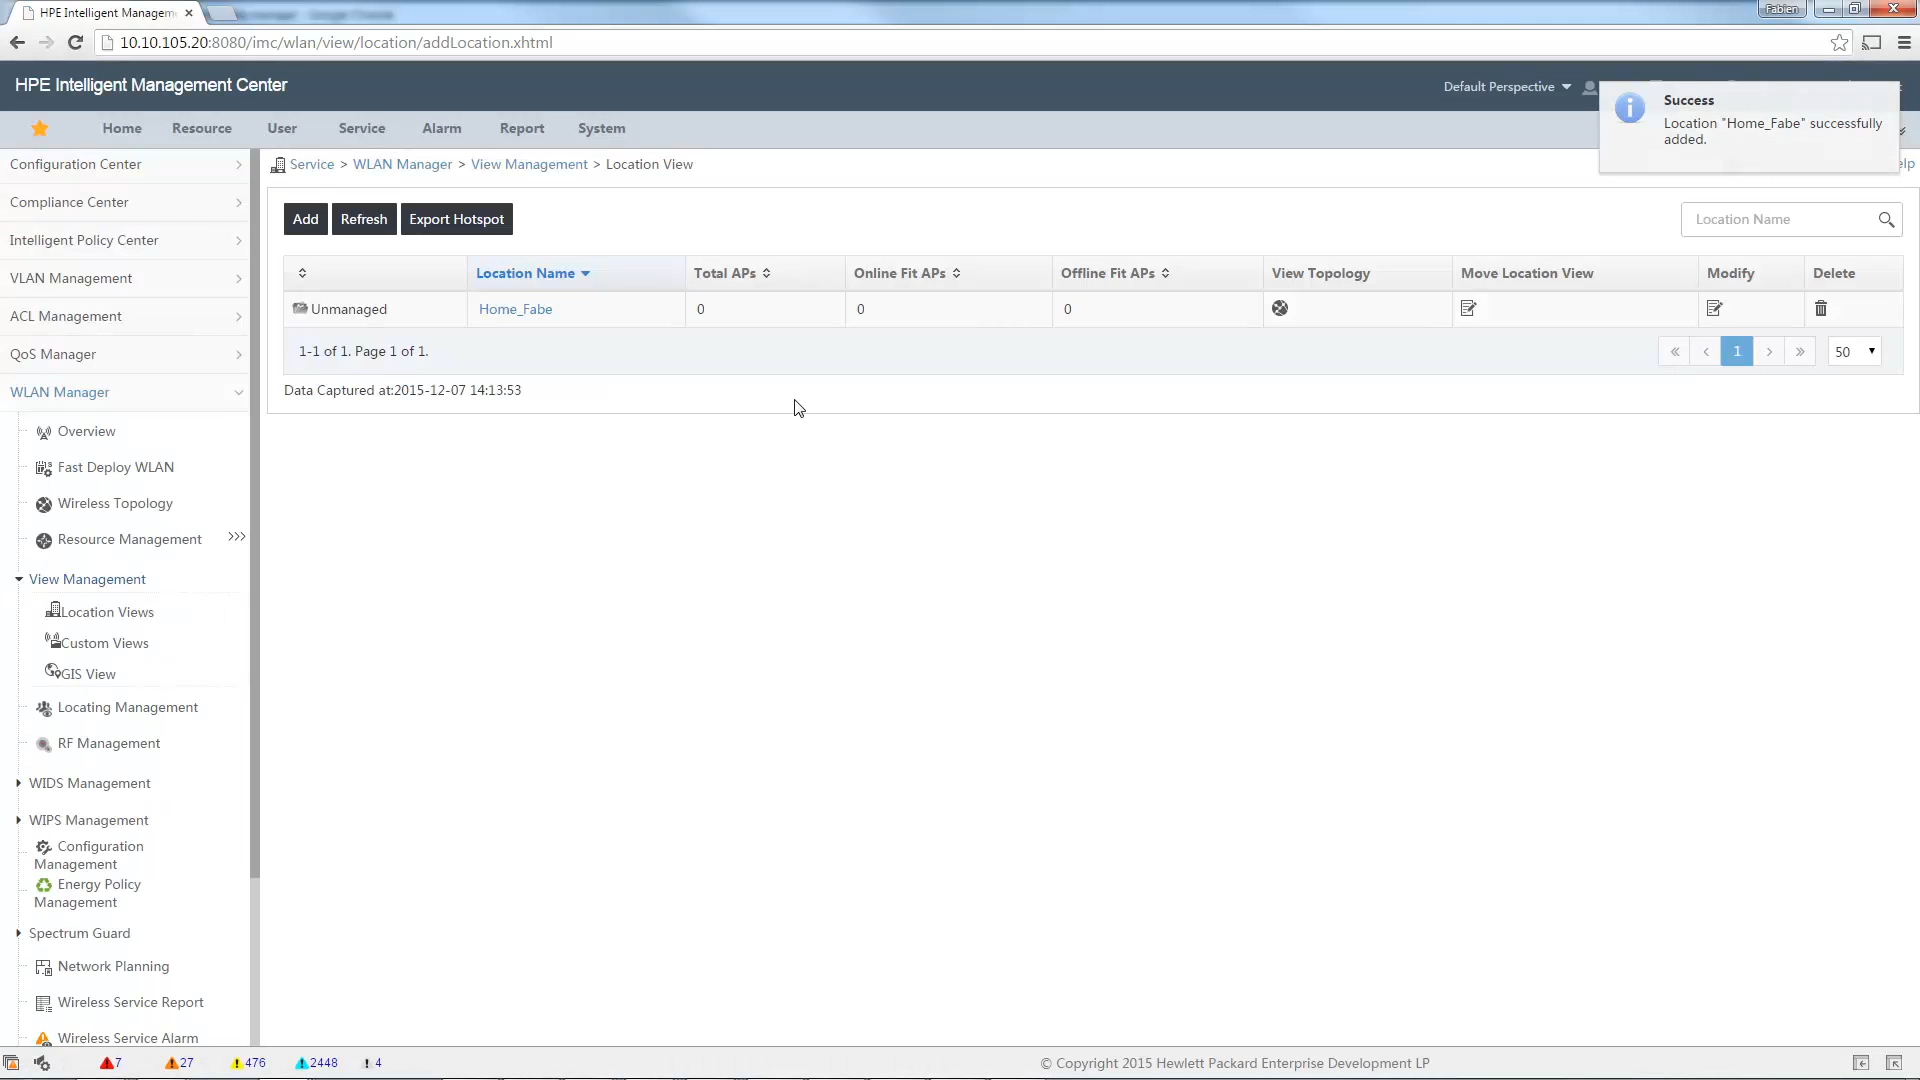 HPE Intelligent Managem
Fabien
10.10.105.20:8080/imc/wlan/view/location/addLocation.xhtml
HPE Intelligent Management Center
Default Perspective
Success
Location "Home_Fabe" successfully
added.
Home Resource User Service Alarm Report System
Configuration Center
Compliance Center
Intelligent Policy Center
VLAN Management
ACL Management
QoS Manager
WLAN Manager
Overview
Fast Deploy WLAN
Wireless Topology
Resource Management >>>
View Management
Location Views
Custom Views
GIS View
Locating Management
RF Management
WIDS Management
WIPS Management
Configuration
Management
Energy Policy
Management
Spectrum Guard
Network Planning
Wireless Service Report
Wireless Service Alarm
Service > WLAN Manager > View Management > Location View
elp
Add Refresh Export Hotspot
Location Name
Location Name Total APs Online Fit APs Offline Fit APs View Topology Move Location View Modify Delete
Unmanaged Home_Fabe 0 0 0
1-1 of 1. Page 1 of 1.
« ‹ 1 › » 50
Data Captured at:2015-12-07 14:13:53
7 27 476 2448 4
© Copyright 2015 Hewlett Packard Enterprise Development LP